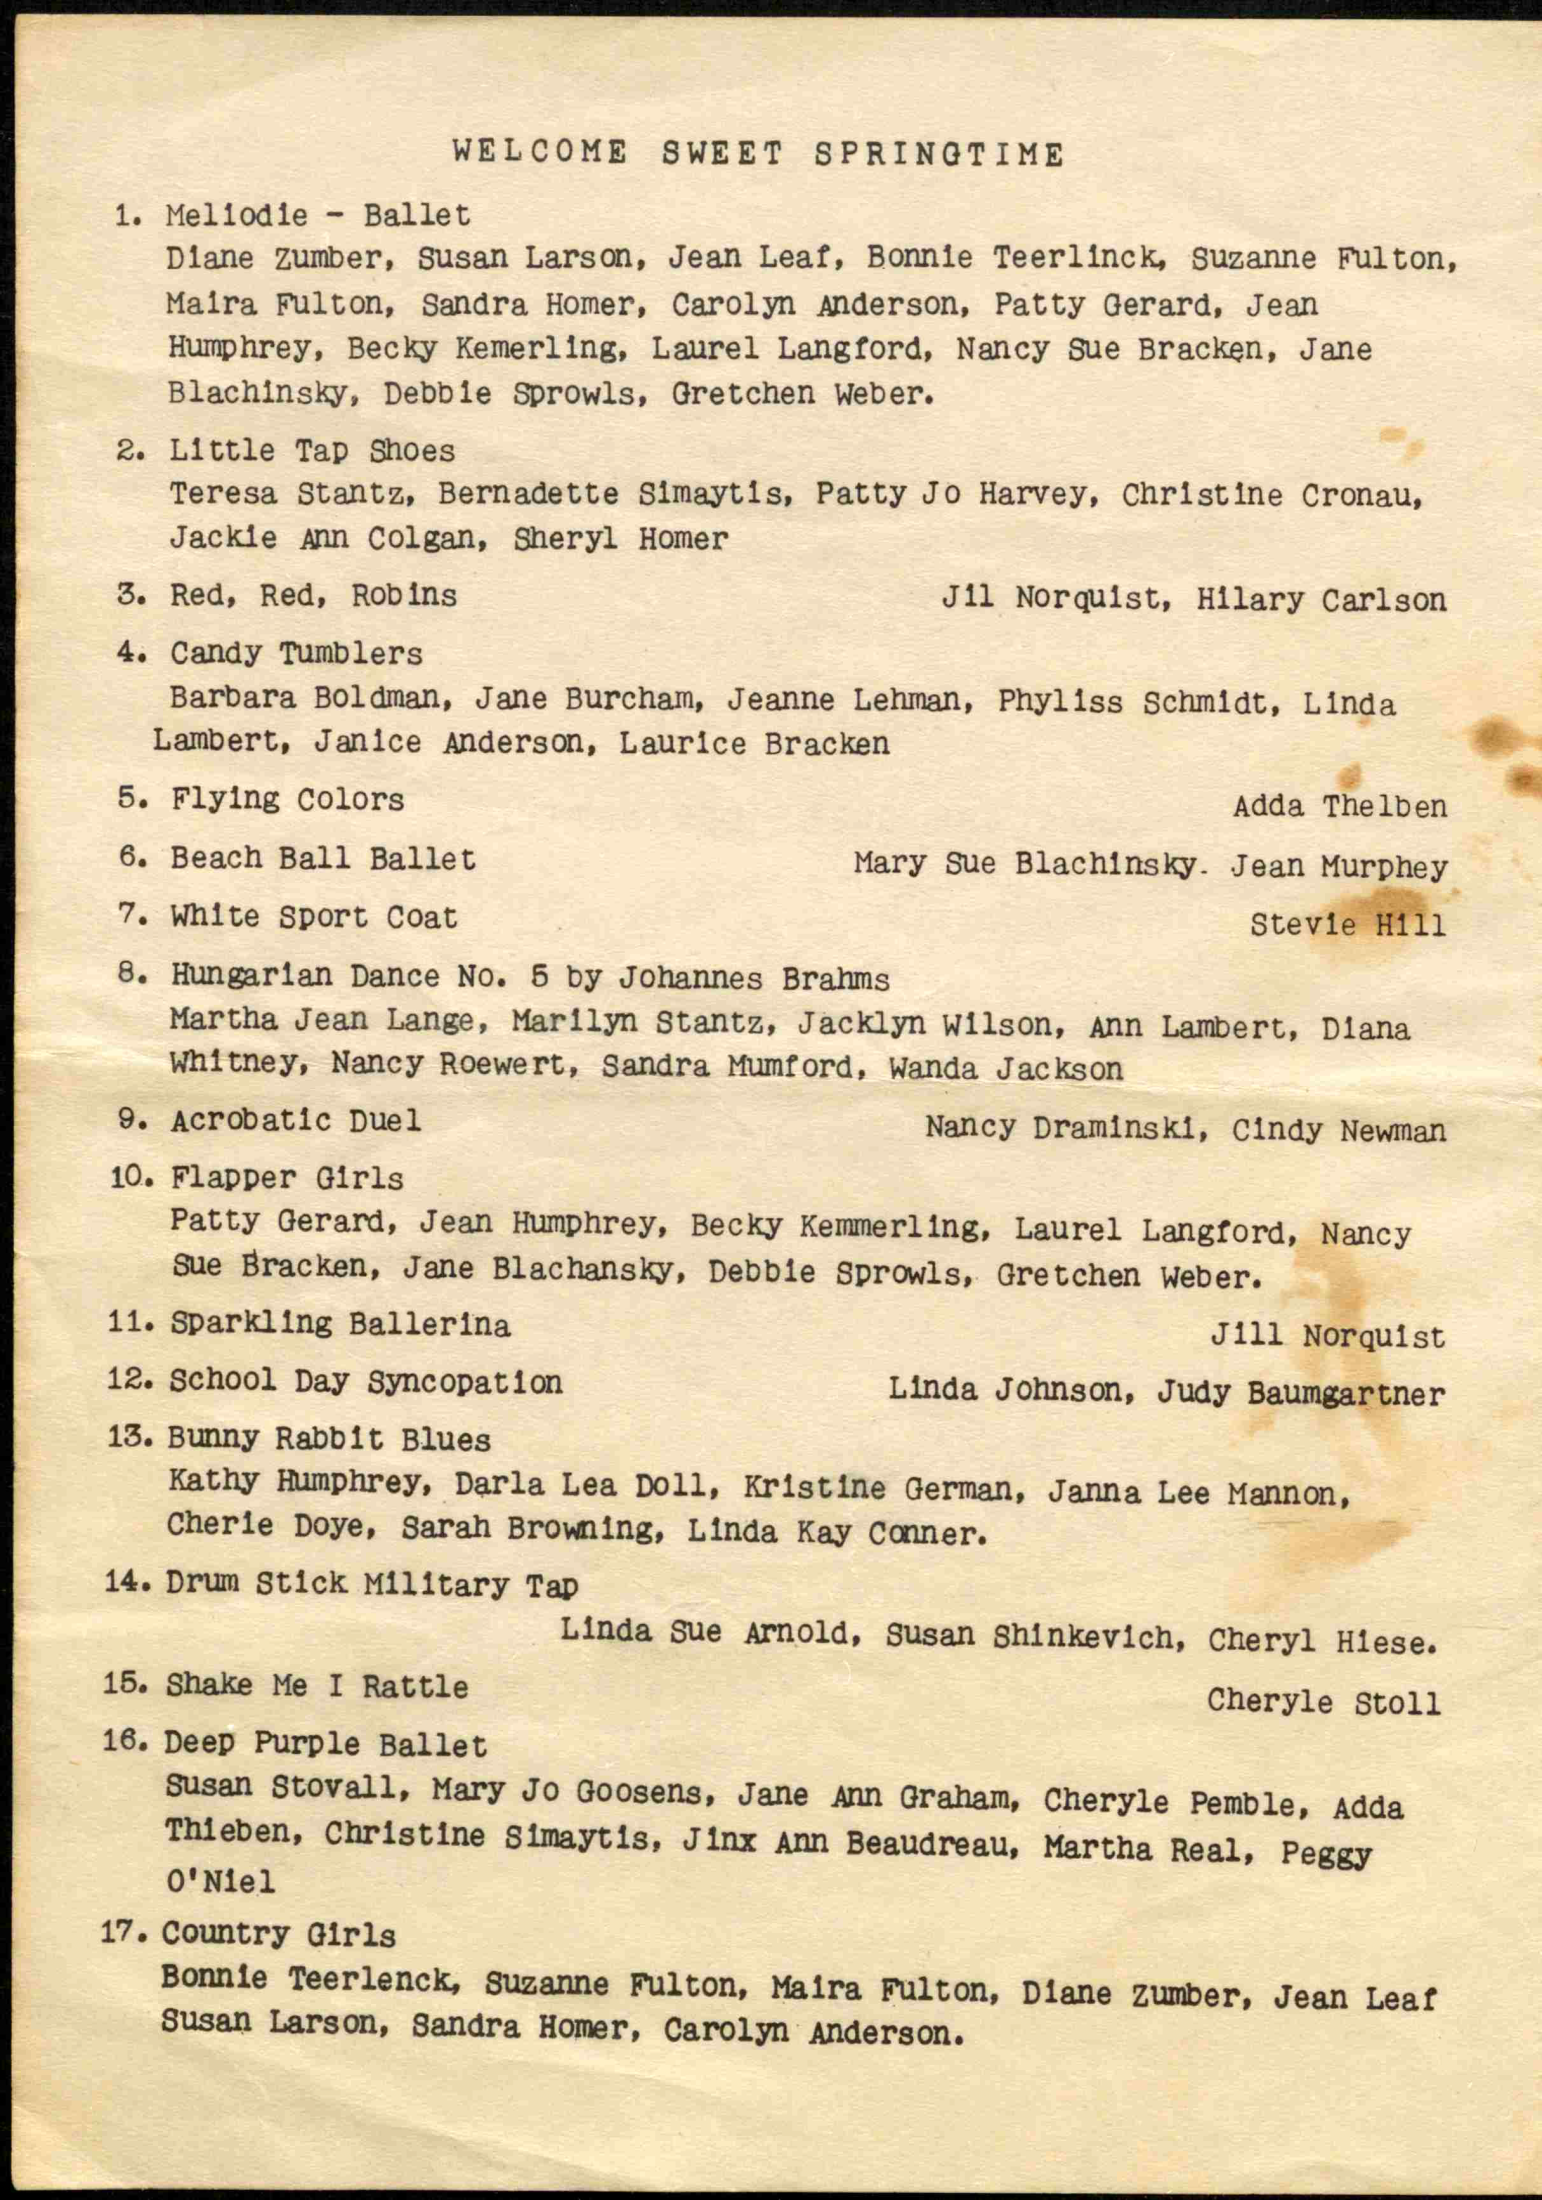 WELCOME SWEET SPRINGTIME
1. Meliodie - Ballet
Diane Zumber, Susan Larson, Jean Leaf, Bonnie Teerlinck, Suzanne Fulton,
Maira Fulton, Sandra Homer, Carolyn Anderson, Patty Gerard, Jean
Humphrey, Becky Kemerling, Laurel Langford, Nancy Sue Bracken, Jane
Blachinsky, Debbie Sprowls, Gretchen Weber.
2. Little Tap Shoes
Teresa Stantz, Bernadette Simaytis, Patty Jo Harvey, Christine Cronau,
Jackie Ann Colgan, Sheryl Homer
3. Red, Red, Robins Jil Norquist, Hilary Carlson
4. Candy Tumblers
Barbara Boldman, Jane Burcham, Jeanne Lehman, Phyliss Schmidt, Linda
Lambert, Janice Anderson, Laurice Bracken
5. Flying Colors Adda Thelben
6. Beach Ball Ballet Mary Sue Blachinsky. Jean Murphey
7. White Sport Coat Stevie Hill
8. Hungarian Dance No. 5 by Johannes Brahms
Martha Jean Lange, Marilyn Stantz, Jacklyn Wilson, Ann Lambert, Diana
Whitney, Nancy Roewert, Sandra Mumford, Wanda Jackson
9. Acrobatic Duel Nancy Draminski, Cindy Newman
10. Flapper Girls
Patty Gerard, Jean Humphrey, Becky Kemmerling, Laurel Langford, Nancy
Sue Bracken, Jane Blachansky, Debbie Sprowls, Gretchen Weber.
11. Sparkling Ballerina Jill Norquist
12. School Day Syncopation Linda Johnson, Judy Baumgartner
13. Bunny Rabbit Blues
Kathy Humphrey, Darla Lea Doll, Kristine German, Janna Lee Mannon,
Cherie Doye, Sarah Browning, Linda Kay Conner.
14. Drum Stick Military Tap
Linda Sue Arnold, Susan Shinkevich, Cheryl Hiese.
15. Shake Me I Rattle Cheryle Stoll
16. Deep Purple Ballet
Susan Stovall, Mary Jo Goosens, Jane Ann Graham, Cheryle Pemble, Adda
Thieben, Christine Simaytis, Jinx Ann Beaudreau, Martha Real, Peggy
O'Niel
17. Country Girls
Bonnie Teerlenck, Suzanne Fulton, Maira Fulton, Diane Zumber, Jean Leaf
Susan Larson, Sandra Homer, Carolyn Anderson.